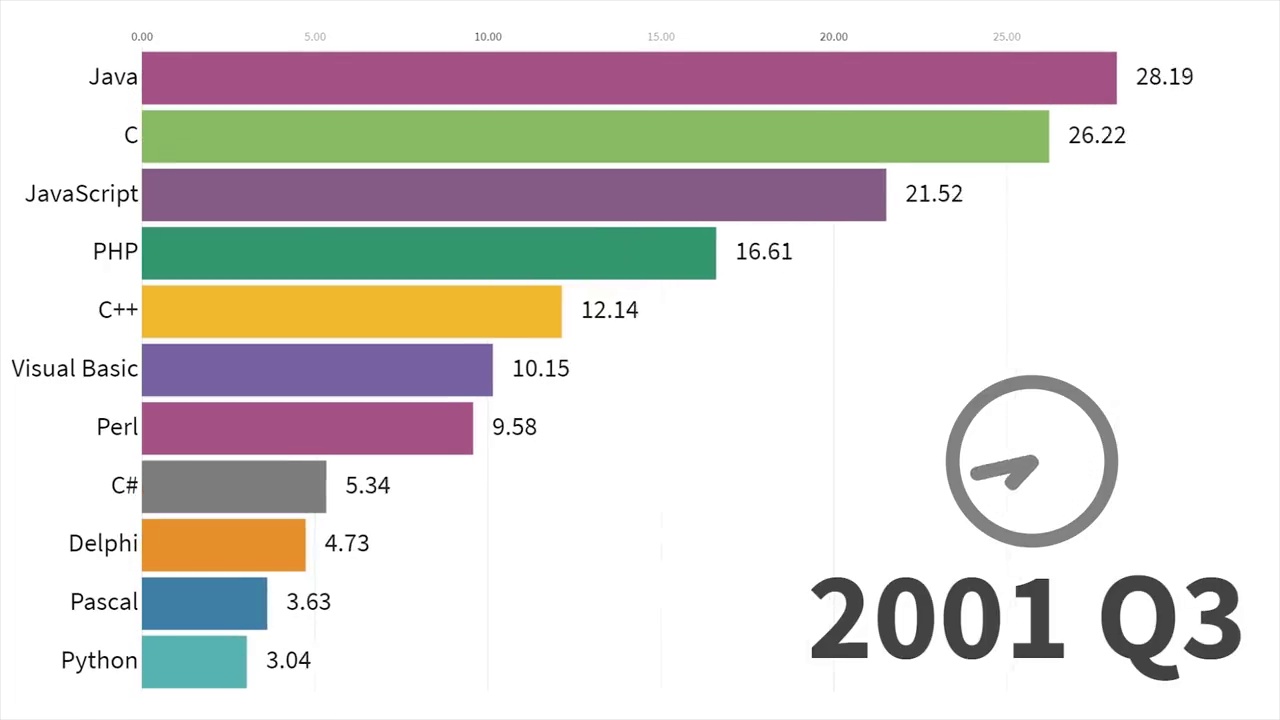 0.00 5.00 10.00 15.00 20.00 25.00
Java 28.19
C 26.22
JavaScript 21.52
PHP 16.61
C++ 12.14
Visual Basic 10.15
Perl 9.58
C# 5.34
Delphi 4.73
Pascal 3.63
Python 3.04
2001 Q3